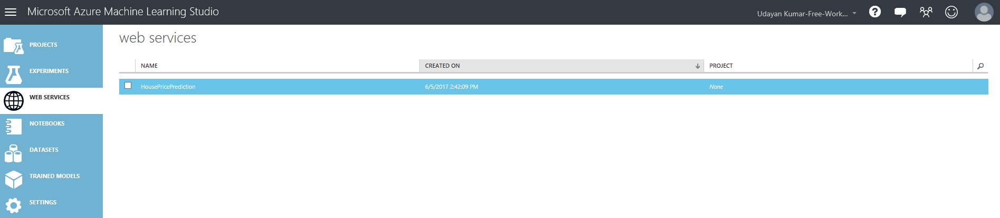 Microsoft Azure Machine Learning Studio
Udayan Kumar-Free-Work...
?
PROJECTS
EXPERIMENTS
WEB SERVICES
NOTEBOOKS
DATASETS
TRAINED MODELS
SETTINGS
web services
NAME CREATED ON PROJECT
HousePricePrediction 6/5/2017 2:42:09 PM None